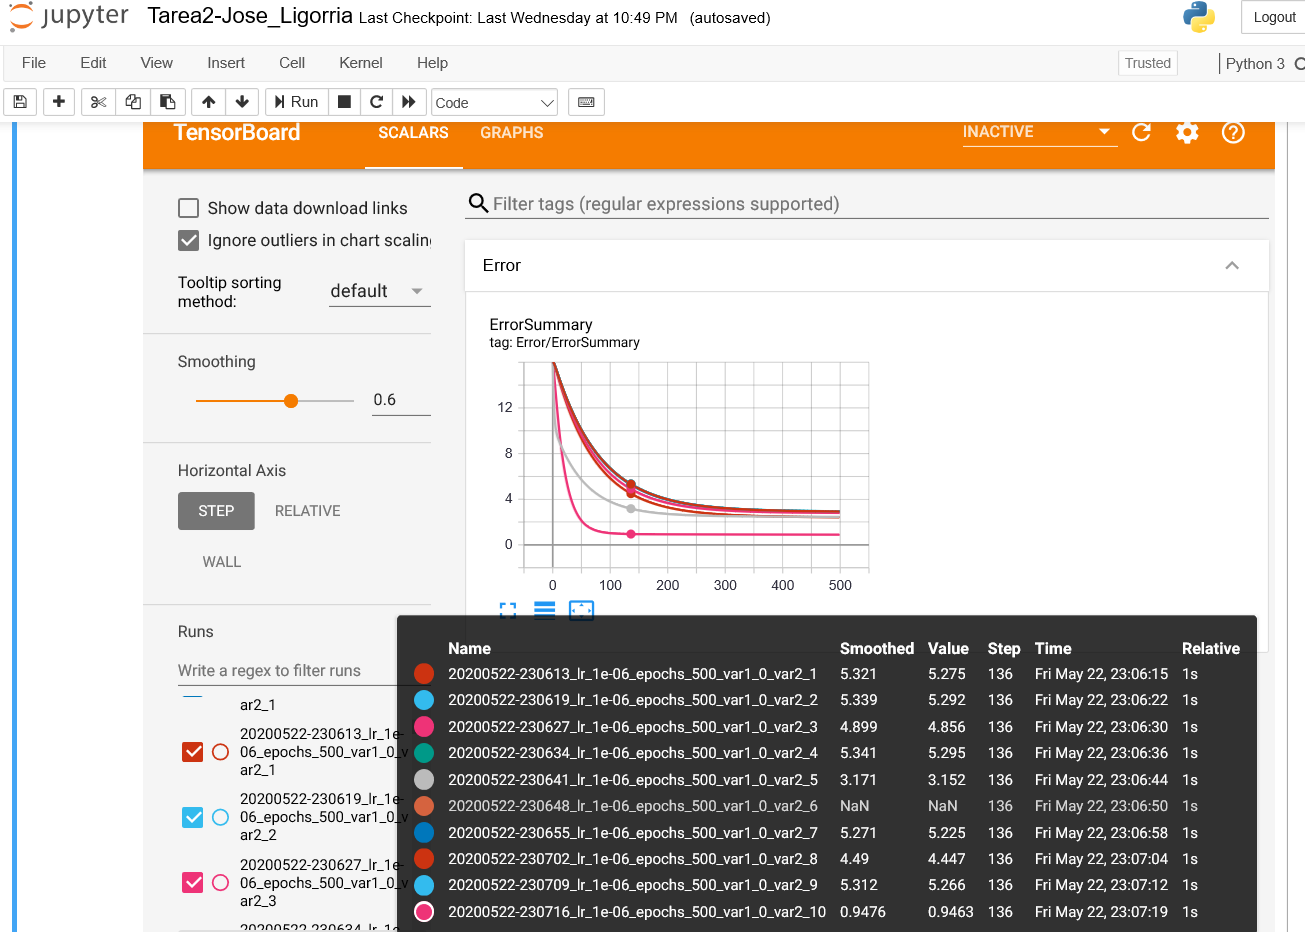 jupyter Tarea2-Jose_Ligorria Last Checkpoint: Last Wednesday at 10:49 PM (autosaved)
Logout
File Edit View Insert Cell Kernel Help
Trusted
Python 3
Run
Code
TensorBoard
SCALARS
GRAPHS
INACTIVE
Show data download links
Ignore outliers in chart scaling
Tooltip sorting
method:
default
Smoothing
0.6
Horizontal Axis
STEP
RELATIVE
WALL
Runs
Write a regex to filter runs
ar2_1
20200522-230613_lr_1e-
06_epochs_500_var1_0_v
ar2_1
20200522-230619_lr_1e-
06_epochs_500_var1_0_v
ar2_2
20200522-230627_lr_1e-
06_epochs_500_var1_0_v
ar2_3
20200522-230634_lr_1e-
Filter tags (regular expressions supported)
Error
ErrorSummary
tag: Error/ErrorSummary
12
8
4
0
0 100 200 300 400 500
Name Smoothed Value Step Time Relative
20200522-230613_lr_1e-06_epochs_500_var1_0_var2_1 5.321 5.275 136 Fri May 22, 23:06:15 1s
20200522-230619_lr_1e-06_epochs_500_var1_0_var2_2 5.339 5.292 136 Fri May 22, 23:06:22 1s
20200522-230627_lr_1e-06_epochs_500_var1_0_var2_3 4.899 4.856 136 Fri May 22, 23:06:30 1s
20200522-230634_lr_1e-06_epochs_500_var1_0_var2_4 5.341 5.295 136 Fri May 22, 23:06:36 1s
20200522-230641_lr_1e-06_epochs_500_var1_0_var2_5 3.171 3.152 136 Fri May 22, 23:06:44 1s
20200522-230648_lr_1e-06_epochs_500_var1_0_var2_6 NaN NaN 136 Fri May 22, 23:06:50 1s
20200522-230655_lr_1e-06_epochs_500_var1_0_var2_7 5.271 5.225 136 Fri May 22, 23:06:58 1s
20200522-230702_lr_1e-06_epochs_500_var1_0_var2_8 4.49 4.447 136 Fri May 22, 23:07:04 1s
20200522-230709_lr_1e-06_epochs_500_var1_0_var2_9 5.312 5.266 136 Fri May 22, 23:07:12 1s
20200522-230716_lr_1e-06_epochs_500_var1_0_var2_10 0.9476 0.9463 136 Fri May 22, 23:07:19 1s